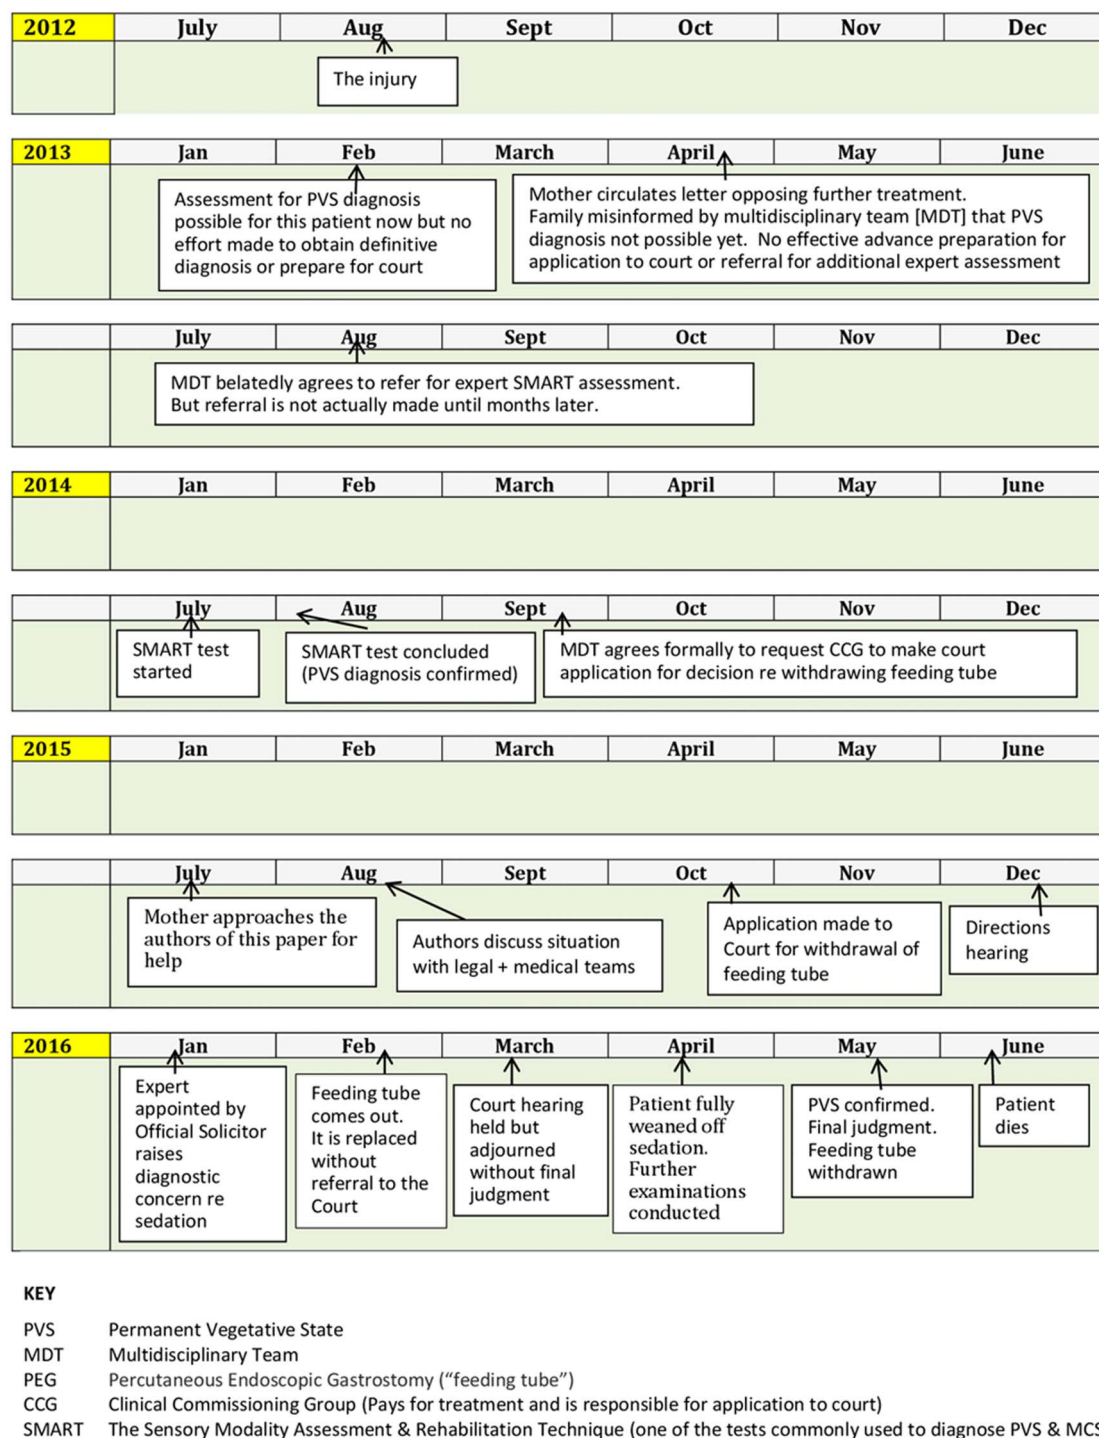 2012 July Aug Sept Oct Nov Dec
The injury
2013 Jan Feb March April May June
Assessment for PVS diagnosis
possible for this patient now but no
effort made to obtain definitive
diagnosis or prepare for court
Mother circulates letter opposing further treatment.
Family misinformed by multidisciplinary team [MDT] that PVS
diagnosis not possible yet. No effective advance preparation for
application to court or referral for additional expert assessment
July Aug Sept Oct Nov Dec
MDT belatedly agrees to refer for expert SMART assessment.
But referral is not actually made until months later.
2014 Jan Feb March April May June
July Aug Sept Oct Nov Dec
SMART test
started
SMART test concluded
(PVS diagnosis confirmed)
MDT agrees formally to request CCG to make court
application for decision re withdrawing feeding tube
2015 Jan Feb March April May June
July Aug Sept Oct Nov Dec
Mother approaches the
authors of this paper for
help
Authors discuss situation
with legal + medical teams
Application made to
Court for withdrawal of
feeding tube
Directions
hearing
2016 Jan Feb March April May June
Expert
appointed by
Official Solicitor
raises
diagnostic
concern re
sedation
Feeding tube
comes out.
It is replaced
without
referral to the
Court
Court hearing
held but
adjourned
without final
judgment
Patient fully
weaned off
sedation.
Further
examinations
conducted
PVS confirmed.
Final judgment.
Feeding tube
withdrawn
Patient
dies
KEY
PVS Permanent Vegetative State
MDT Multidisciplinary Team
PEG Percutaneous Endoscopic Gastrostomy (“feeding tube”)
CCG Clinical Commissioning Group (Pays for treatment and is responsible for application to court)
SMART The Sensory Modality Assessment & Rehabilitation Technique (one of the tests commonly used to diagnose PVS & MCS